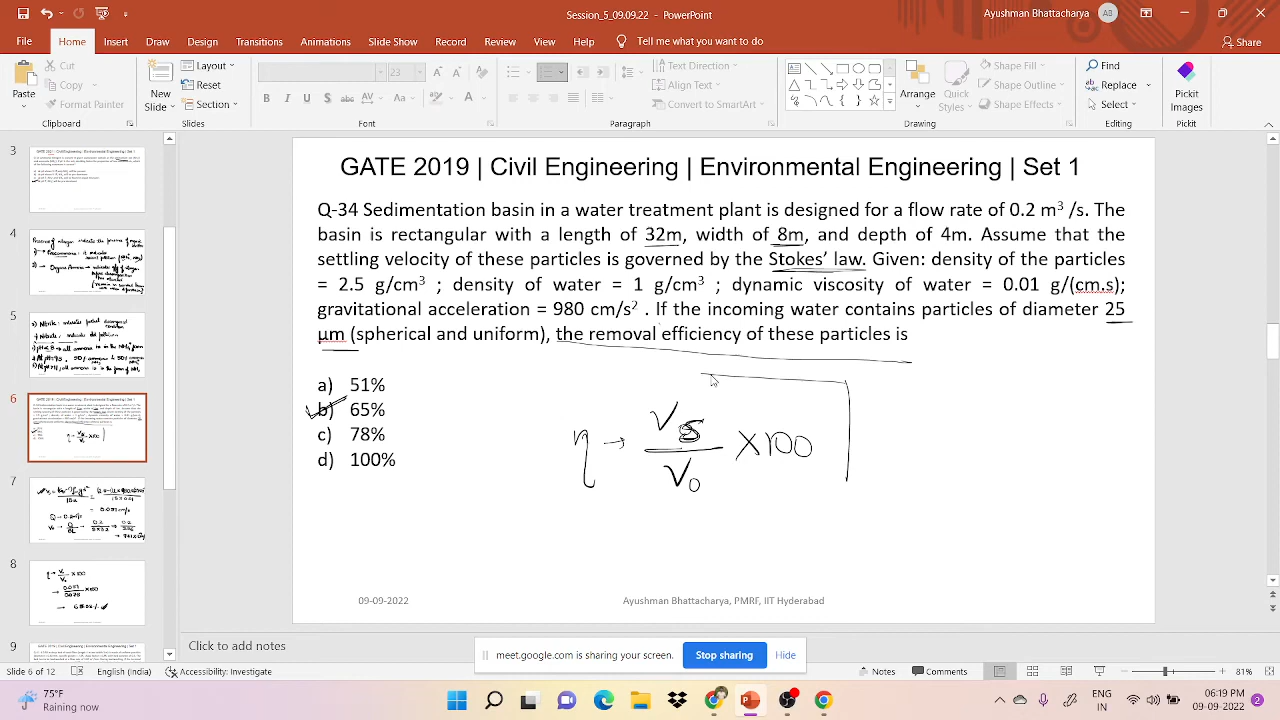 Session_5_09.09.22 - PowerPoint
Ayushman Bhattacharya
AB
File Home Insert Draw Design Transitions Animations Slide Show Record Review View Help Tell me what you want to do
Share
Paste
Cut
Copy
Format Painter
Clipboard
New Slide
Layout
Reset
Section
Slides
23
Font
Text Direction
Align Text
Convert to SmartArt
Paragraph
Arrange
Quick Styles
Shape Fill
Shape Outline
Shape Effects
Drawing
Find
Replace
Select
Editing
Pickit Images
Pickit
3
4
5
6
7
8
9
GATE 2019 | Civil Engineering | Environmental Engineering | Set 1
Q-34 Sedimentation basin in a water treatment plant is designed for a flow rate of 0.2 m³ /s. The
basin is rectangular with a length of 32m, width of 8m, and depth of 4m. Assume that the
settling velocity of these particles is governed by the Stokes’ law. Given: density of the particles
= 2.5 g/cm³ ; density of water = 1 g/cm³ ; dynamic viscosity of water = 0.01 g/(cm.s);
gravitational acceleration = 980 cm/s² . If the incoming water contains particles of diameter 25
μm (spherical and uniform), the removal efficiency of these particles is
a) 51%
b) 65%
c) 78%
d) 100%
η → Vs/V0 ×100
09-09-2022
Ayushman Bhattacharya, PMRF, IIT Hyderabad
Click to add notes
meet.google.com is sharing your screen.
Stop sharing
Hide
Slide 6 of 12
English (India)
Accessibility: Investigate
Notes
Comments
81%
75°F
Raining now
ENG
IN
06:19 PM
09-09-2022
2